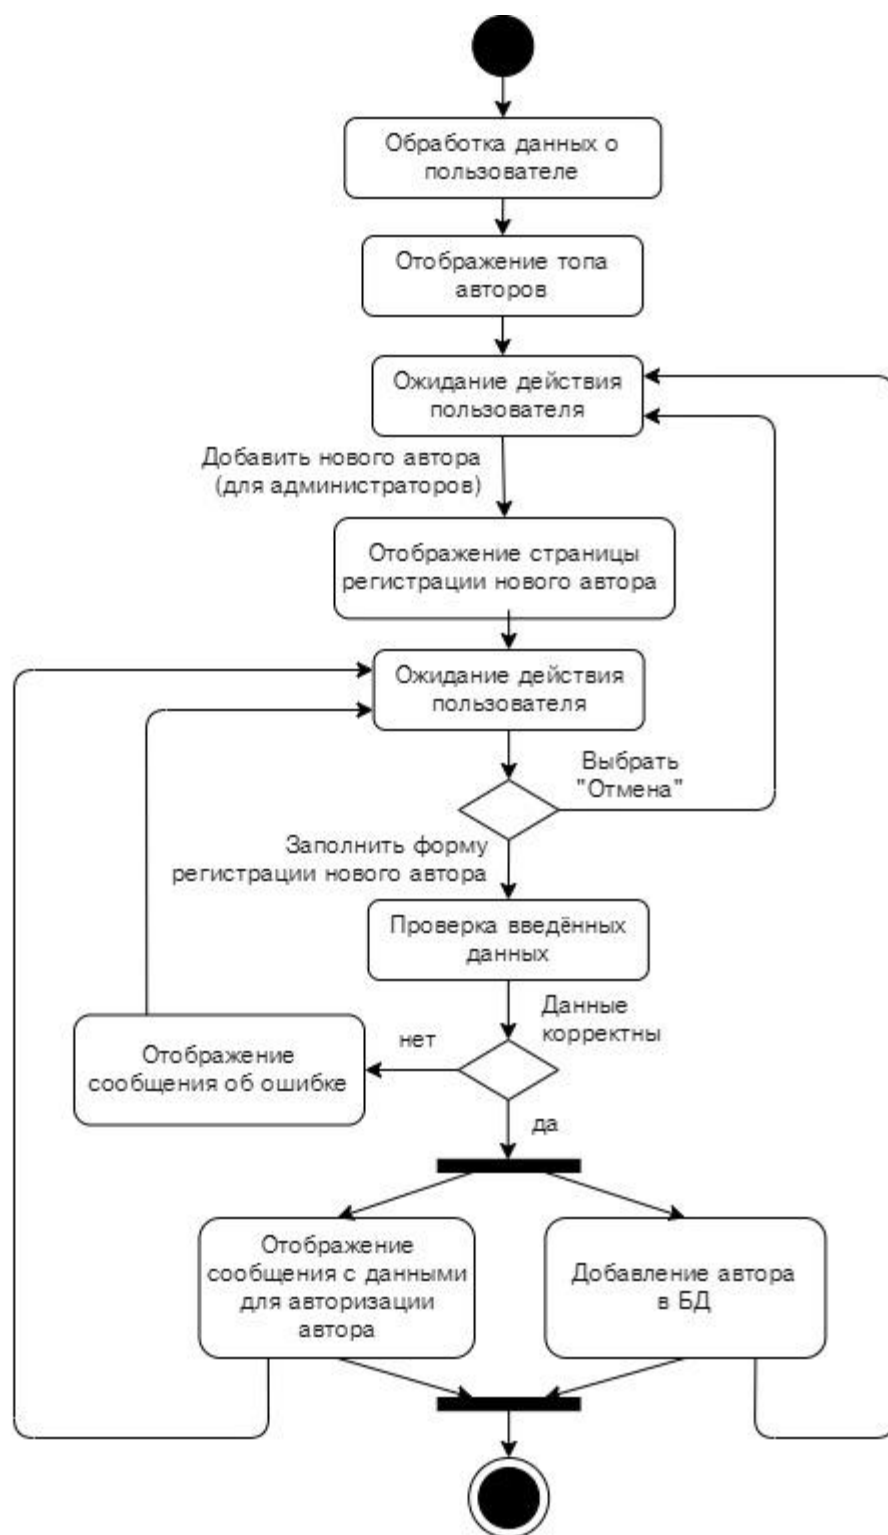 Обработка данных о
пользователе
Отображение топа
авторов
Ожидание действия
пользователя
Добавить нового автора
(для администраторов)
Отображение страницы
регистрации нового автора
Ожидание действия
пользователя
Выбрать
"Отмена"
Заполнить форму
регистрации нового автора
Проверка введённых
данных
Данные
корректны
нет
Отображение
сообщения об ошибке
да
Отображение
сообщения с данными
для авторизации
автора
Добавление автора
в БД